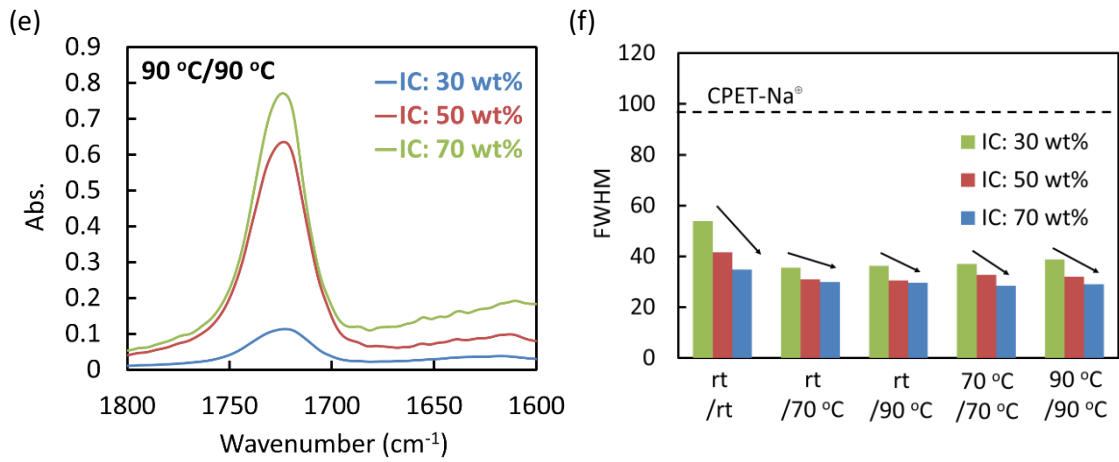 (e)
0.9
0.8
0.7
0.6
0.5
0.4
0.3
0.2
0.1
0
Abs.
90 °C/90 °C
IC: 30 wt%
IC: 50 wt%
IC: 70 wt%
1800 1750 1700 1650 1600
Wavenumber (cm⁻¹)
(f)
120
100
80
60
40
20
0
FWHM
CPET-Na⊕
IC: 30 wt%
IC: 50 wt%
IC: 70 wt%
rt rt rt 70 °C 90 °C
/rt /70 °C /90 °C /70 °C /90 °C